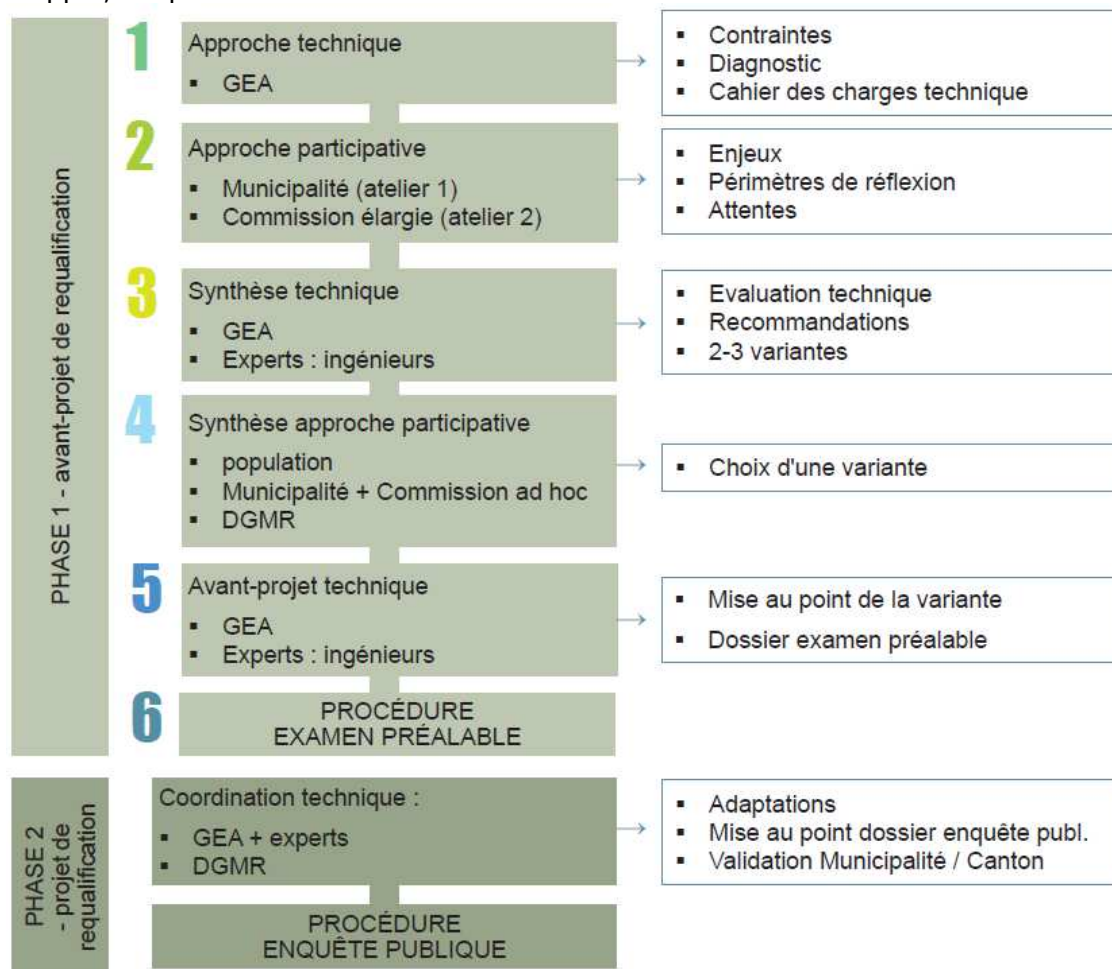 PHASE 1 - avant-projet de requalification
1
Approche technique
▪ GEA
▪ Contraintes
▪ Diagnostic
▪ Cahier des charges technique
2
Approche participative
▪ Municipalité (atelier 1)
▪ Commission élargie (atelier 2)
▪ Enjeux
▪ Périmètres de réflexion
▪ Attentes
3
Synthèse technique
▪ GEA
▪ Experts : ingénieurs
▪ Evaluation technique
▪ Recommandations
▪ 2-3 variantes
4
Synthèse approche participative
▪ population
▪ Municipalité + Commission ad hoc
▪ DGMR
▪ Choix d'une variante
5
Avant-projet technique
▪ GEA
▪ Experts : ingénieurs
▪ Mise au point de la variante
▪ Dossier examen préalable
6
PROCÉDURE
EXAMEN PRÉALABLE
PHASE 2
- projet de
requalification
Coordination technique :
▪ GEA + experts
▪ DGMR
▪ Adaptations
▪ Mise au point dossier enquête publ.
▪ Validation Municipalité / Canton
PROCÉDURE
ENQUÊTE PUBLIQUE